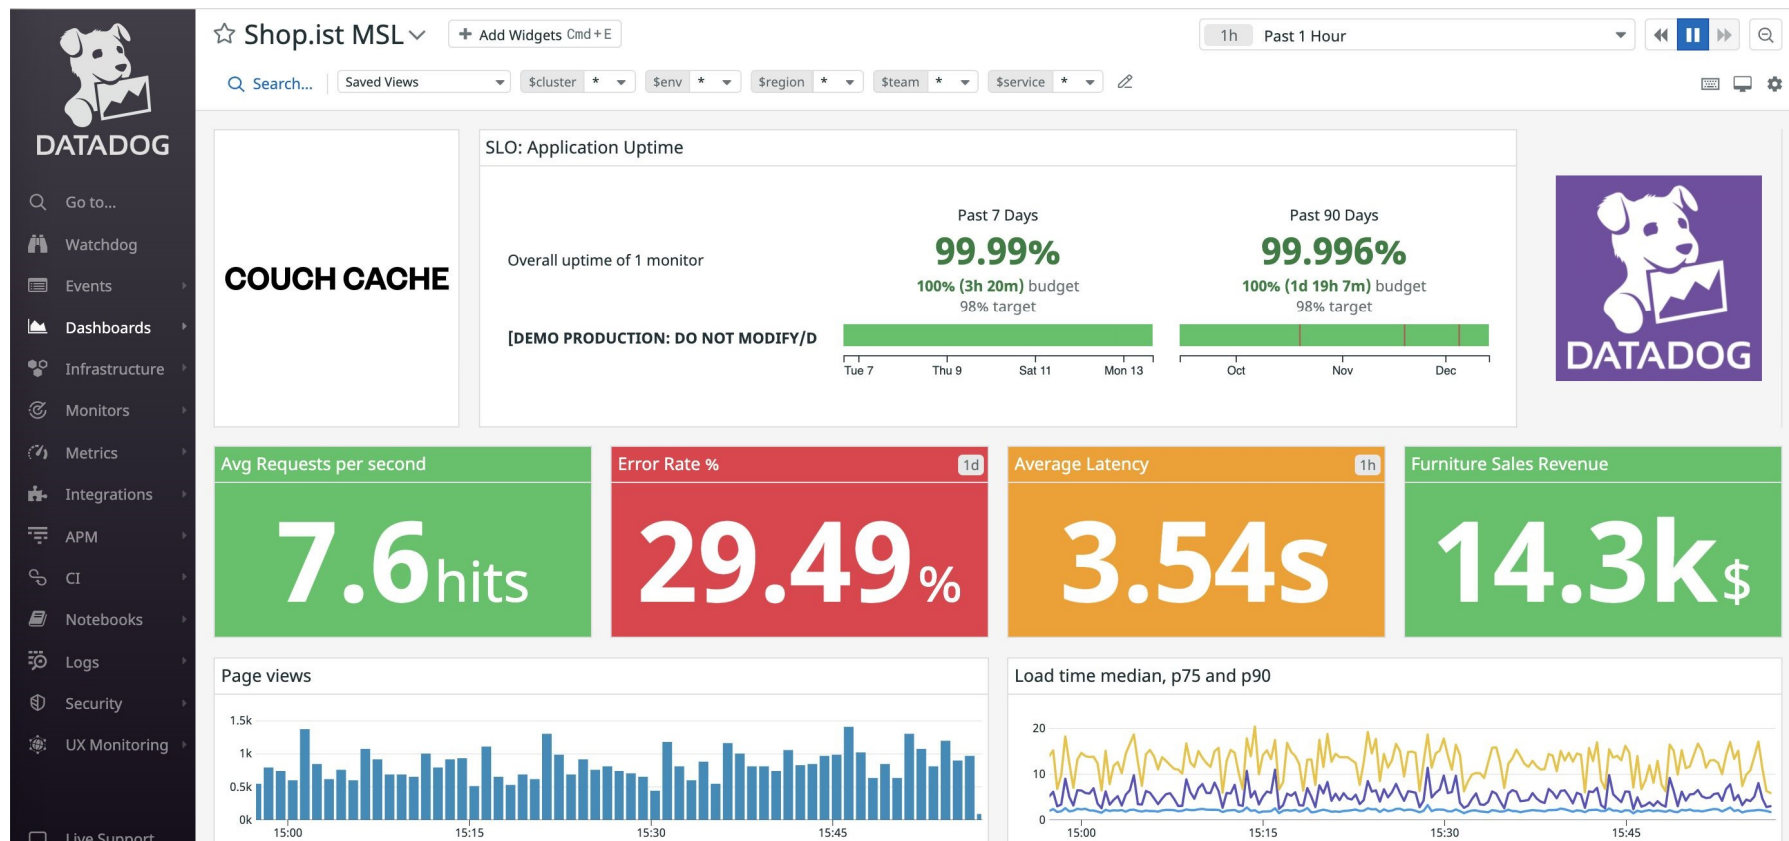 DATADOG
Go to...
Watchdog
Events
Dashboards
Infrastructure
Monitors
Metrics
Integrations
APM
CI
Notebooks
Logs
Security
UX Monitoring
Live Support
Shop.ist MSL
+ Add Widgets Cmd+E
1h Past 1 Hour
Search...
Saved Views
$cluster *
$env *
$region *
$team *
$service *
COUCH CACHE
SLO: Application Uptime
Past 7 Days
Past 90 Days
Overall uptime of 1 monitor
99.99%
99.996%
100% (3h 20m) budget
100% (1d 19h 7m) budget
98% target
98% target
[DEMO PRODUCTION: DO NOT MODIFY/D
Tue 7 Thu 9 Sat 11 Mon 13
Oct Nov Dec
DATADOG
Avg Requests per second
7.6hits
Error Rate % 1d
29.49%
Average Latency 1h
3.54s
Furniture Sales Revenue
14.3k$
Page views
1.5k
1k
0.5k
0k
15:00 15:15 15:30 15:45
Load time median, p75 and p90
20
10
0
15:00 15:15 15:30 15:45